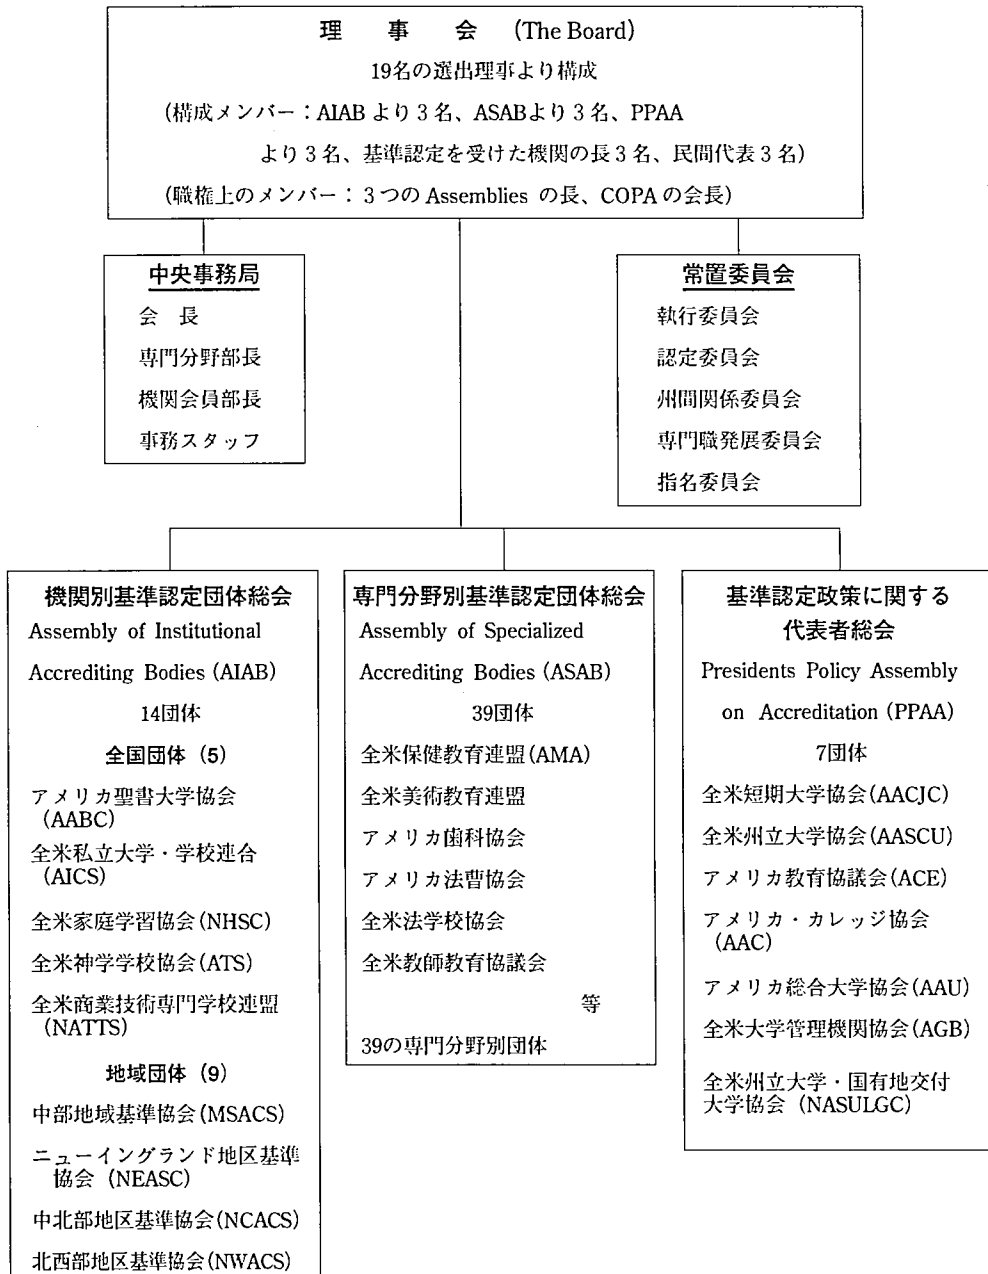 理 事 会 (The Board)
19名の選出理事より構成
(構成メンバー：AIABより3名、ASABより3名、PPAA
より3名、基準認定を受けた機関の長3名、民間代表3名)
(職権上のメンバー：3つのAssemblies の長、COPAの会長)
中央事務局
会 長
専門分野部長
機関会員部長
事務スタッフ
常置委員会
執行委員会
認定委員会
州間関係委員会
専門職発展委員会
指名委員会
機関別基準認定団体総会
Assembly of Institutional
Accrediting Bodies (AIAB)
14団体
全国団体 (5)
アメリカ聖書大学協会
(AABC)
全米私立大学・学校連合
(AICS)
全米家庭学習協会(NHSC)
全米神学学校協会(ATS)
全米商業技術専門学校連盟
(NATTS)
地域団体 (9)
中部地域基準協会(MSACS)
ニューイングランド地区基準
協会 (NEASC)
中北部地区基準協会(NCACS)
北西部地区基準協会(NWACS)
専門分野別基準認定団体総会
Assembly of Specialized
Accrediting Bodies (ASAB)
39団体
全米保健教育連盟(AMA)
全米美術教育連盟
アメリカ歯科協会
アメリカ法曹協会
全米法学校協会
全米教師教育協議会
等
39の専門分野別団体
基準認定政策に関する
代表者総会
Presidents Policy Assembly
on Accreditation (PPAA)
7団体
全米短期大学協会(AACJC)
全米州立大学協会(AASCU)
アメリカ教育協議会(ACE)
アメリカ・カレッジ協会
(AAC)
アメリカ総合大学協会(AAU)
全米大学管理機関協会(AGB)
全米州立大学・国有地交付
大学協会 (NASULGC)